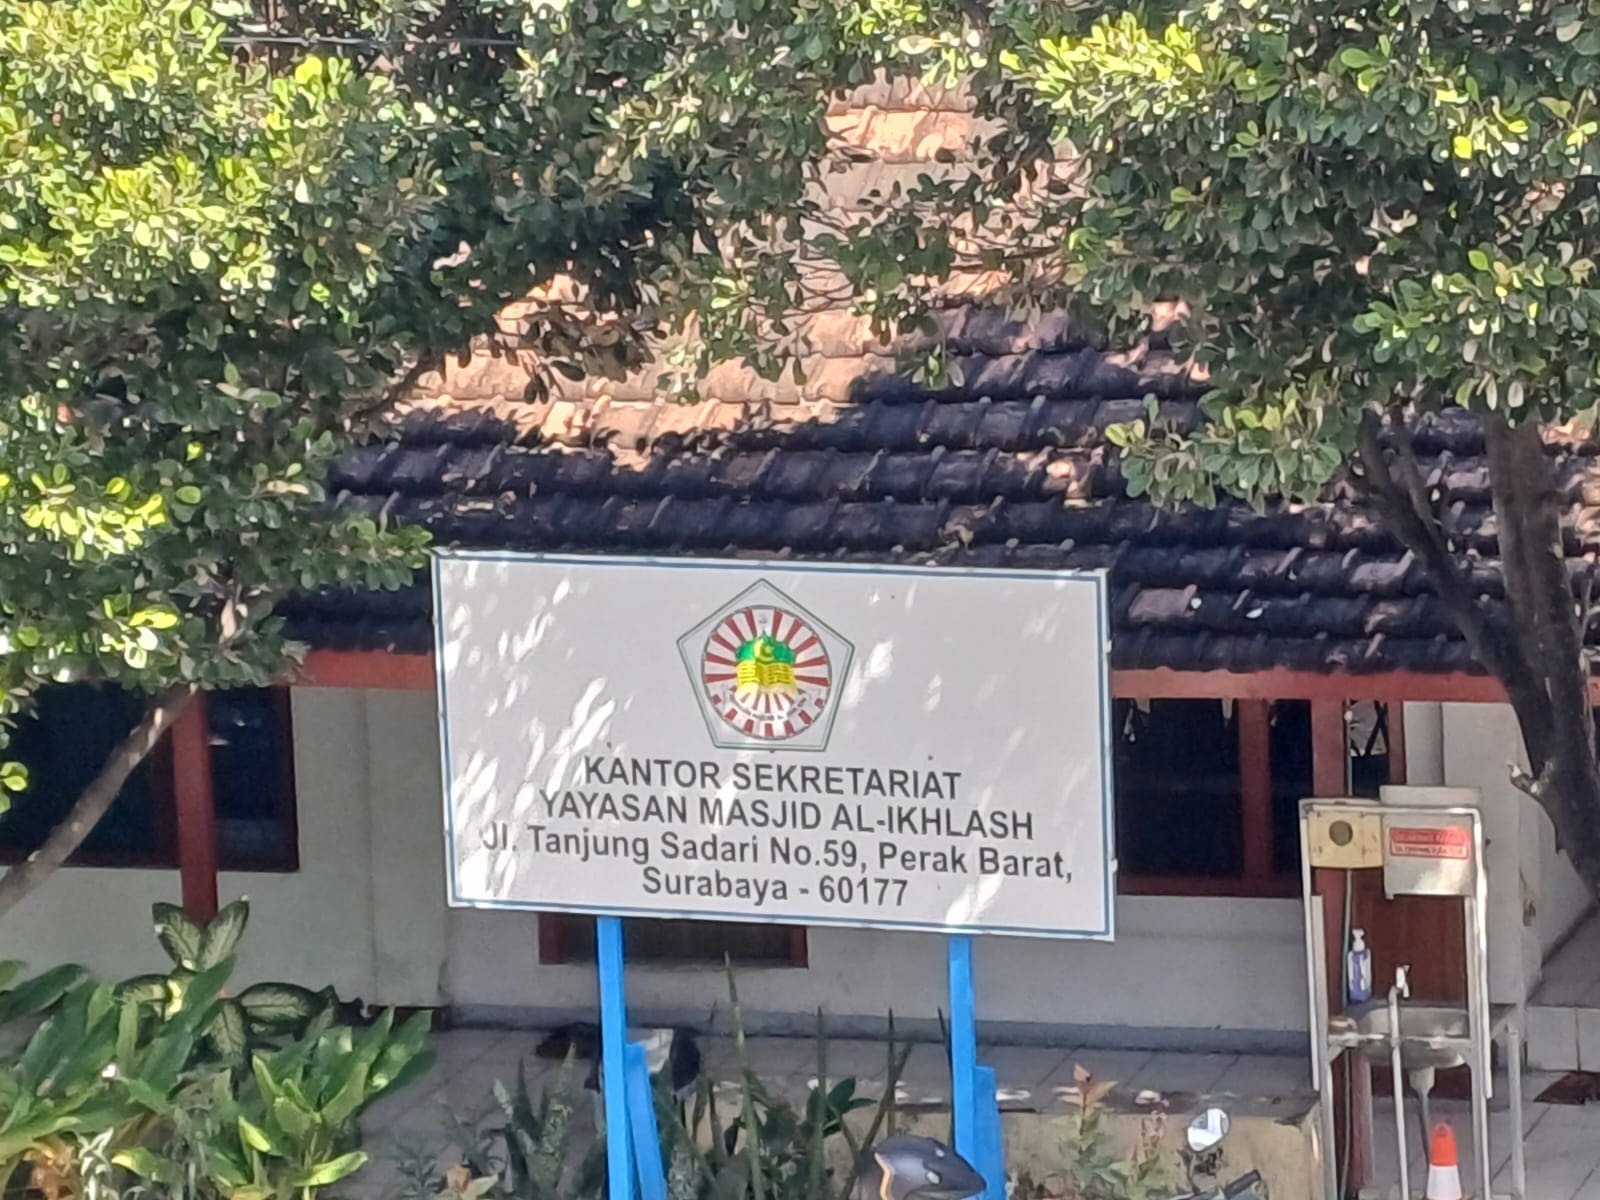 KANTOR SEKRETARIAT
YAYASAN MASJID AL-IKHLASH
Jl. Tanjung Sadari No.59, Perak Barat,
Surabaya - 60177